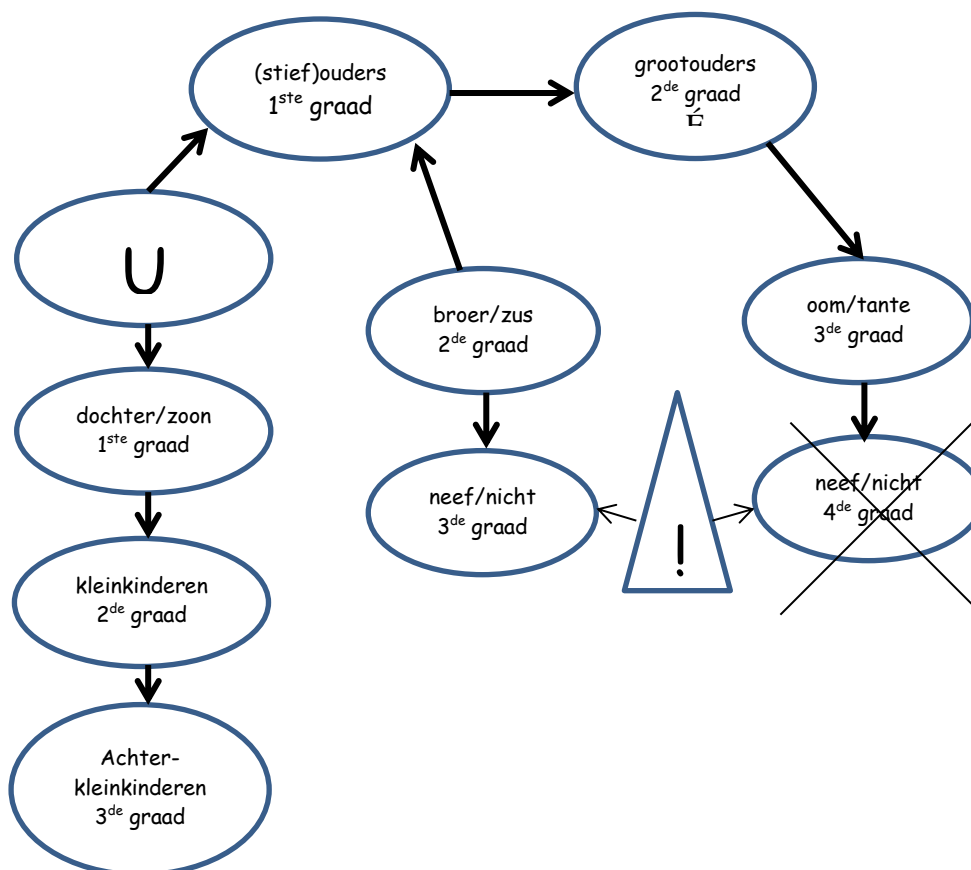 (stief)ouders
1ste graad
grootouders
2de graad
É
U
broer/zus
2de graad
oom/tante
3de graad
dochter/zoon
1ste graad
neef/nicht
3de graad
!
neef/nicht
4de graad
kleinkinderen
2de graad
Achter-
kleinkinderen
3de graad